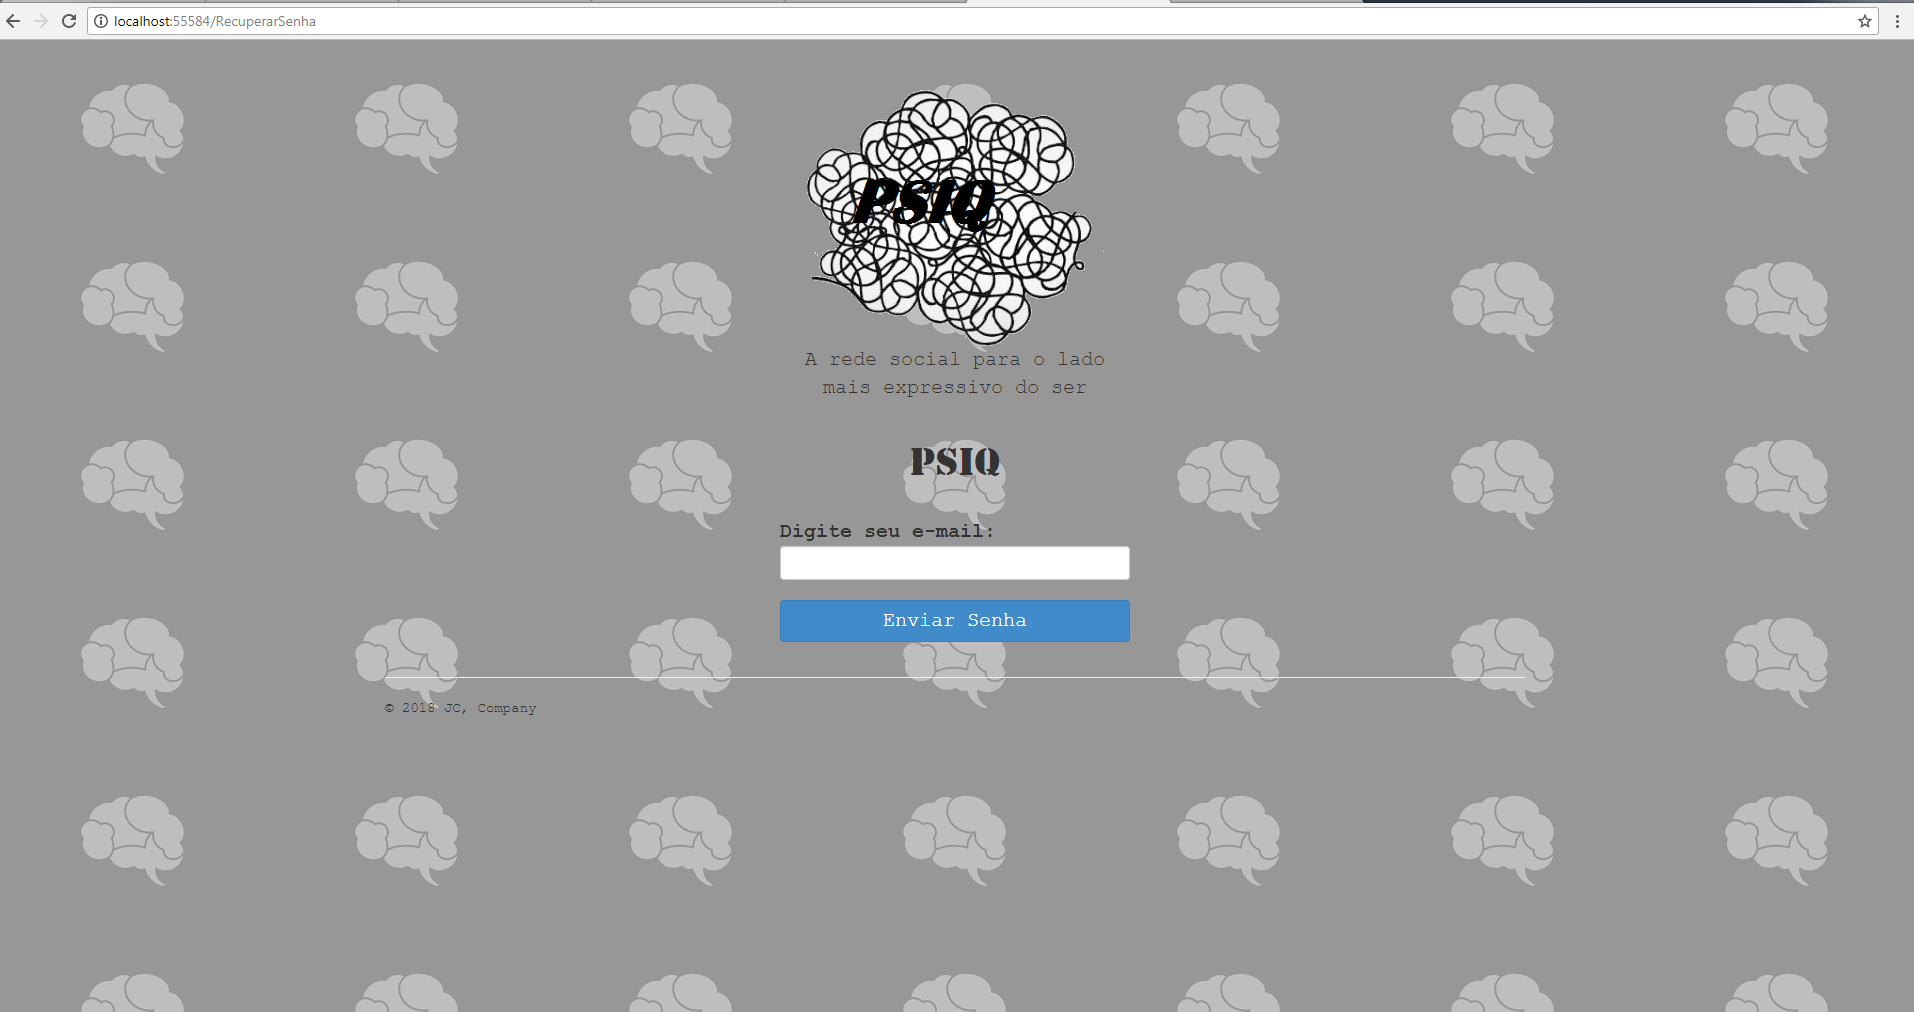 localhost:55584/RecuperarSenha
PSIQ
A rede social para o lado
mais expressivo do ser
PSIQ
Digite seu e-mail:
Enviar Senha
© 2018 JC, Company